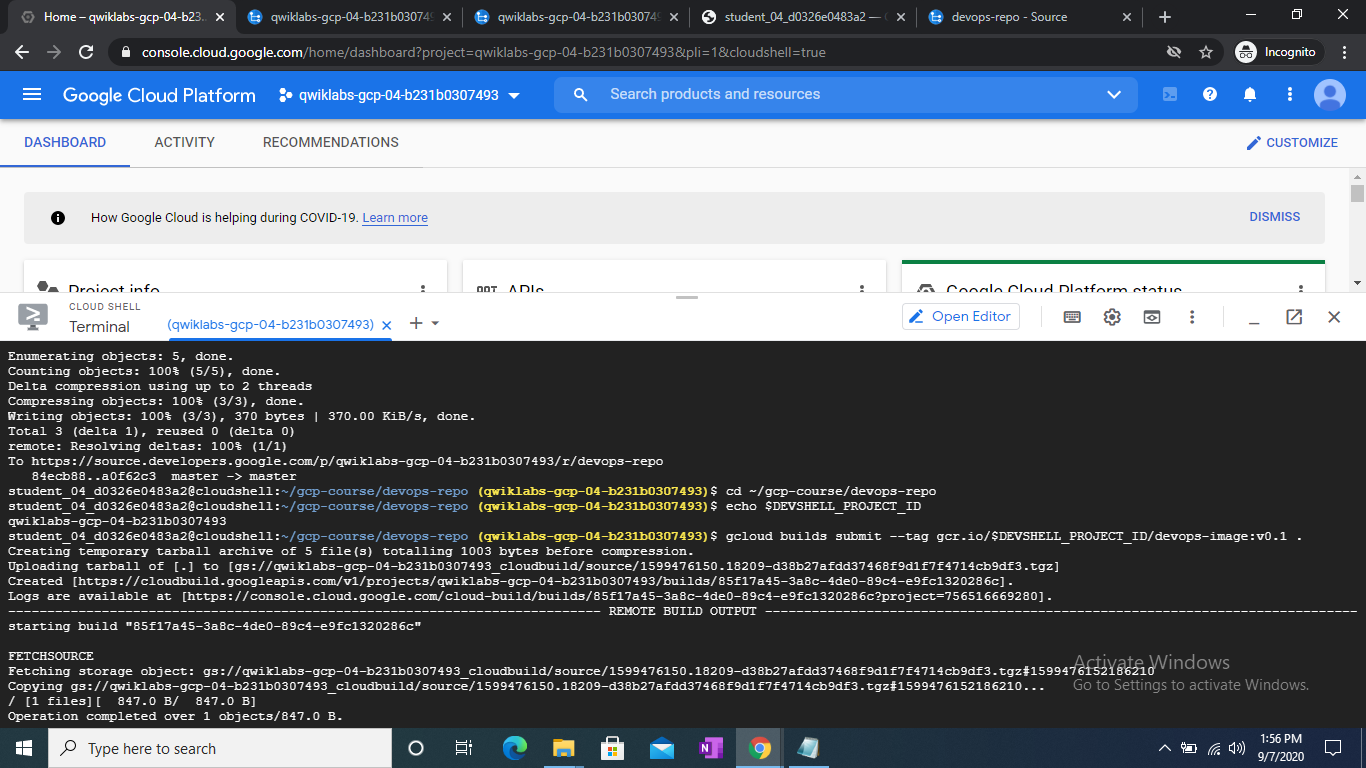 Home – qwiklabs-gcp-04-b23
qwiklabs-gcp-04-b231b03074
qwiklabs-gcp-04-b231b030749
student_04_d0326e0483a2 —
devops-repo - Source
console.cloud.google.com/home/dashboard?project=qwiklabs-gcp-04-b231b0307493&pli=1&cloudshell=true
Incognito
Google Cloud Platform
qwiklabs-gcp-04-b231b0307493
Search products and resources
DASHBOARD
ACTIVITY
RECOMMENDATIONS
CUSTOMIZE
How Google Cloud is helping during COVID-19. Learn more
DISMISS
Project info
API APIs
Google Cloud Platform status
CLOUD SHELL
Terminal
(qwiklabs-gcp-04-b231b0307493)
Open Editor
Enumerating objects: 5, done.
Counting objects: 100% (5/5), done.
Delta compression using up to 2 threads
Compressing objects: 100% (3/3), done.
Writing objects: 100% (3/3), 370 bytes | 370.00 KiB/s, done.
Total 3 (delta 1), reused 0 (delta 0)
remote: Resolving deltas: 100% (1/1)
To https://source.developers.google.com/p/qwiklabs-gcp-04-b231b0307493/r/devops-repo
84ecb88..a0f62c3  master -> master
student_04_d0326e0483a2@cloudshell:~/gcp-course/devops-repo (qwiklabs-gcp-04-b231b0307493)$ cd ~/gcp-course/devops-repo
student_04_d0326e0483a2@cloudshell:~/gcp-course/devops-repo (qwiklabs-gcp-04-b231b0307493)$ echo $DEVSHELL_PROJECT_ID
qwiklabs-gcp-04-b231b0307493
student_04_d0326e0483a2@cloudshell:~/gcp-course/devops-repo (qwiklabs-gcp-04-b231b0307493)$ gcloud builds submit --tag gcr.io/$DEVSHELL_PROJECT_ID/devops-image:v0.1 .
Creating temporary tarball archive of 5 file(s) totalling 1003 bytes before compression.
Uploading tarball of [.] to [gs://qwiklabs-gcp-04-b231b0307493_cloudbuild/source/1599476150.18209-d38b27afdd37468f9d1f7f4714cb9df3.tgz]
Created [https://cloudbuild.googleapis.com/v1/projects/qwiklabs-gcp-04-b231b0307493/builds/85f17a45-3a8c-4de0-89c4-e9fc1320286c].
Logs are available at [https://console.cloud.google.com/cloud-build/builds/85f17a45-3a8c-4de0-89c4-e9fc1320286c?project=756516669280].
REMOTE BUILD OUTPUT
starting build "85f17a45-3a8c-4de0-89c4-e9fc1320286c"
FETCHSOURCE
Fetching storage object: gs://qwiklabs-gcp-04-b231b0307493_cloudbuild/source/1599476150.18209-d38b27afdd37468f9d1f7f4714cb9df3.tgz#1599476152186210
Copying gs://qwiklabs-gcp-04-b231b0307493_cloudbuild/source/1599476150.18209-d38b27afdd37468f9d1f7f4714cb9df3.tgz#1599476152186210...
/ [1 files][  847.0 B/  847.0 B]
Operation completed over 1 objects/847.0 B.
Activate Windows
Go to Settings to activate Windows.
Type here to search
1:56 PM
9/7/2020